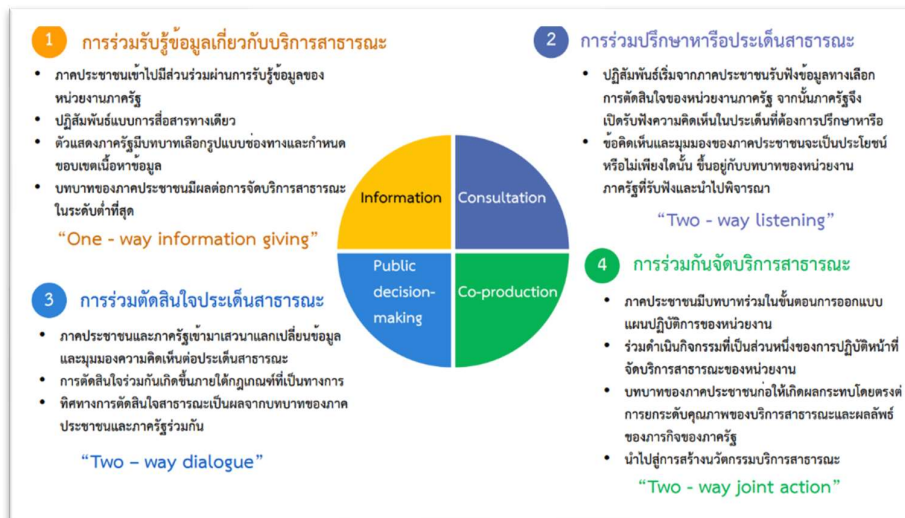 1 การร่วมรับรู้ข้อมูลเกี่ยวกับบริการสาธารณะ
• ภาคประชาชนเข้าไปมีส่วนร่วมผ่านการรับรู้ข้อมูลของ
หน่วยงานภาครัฐ
• ปฏิสัมพันธ์แบบการสื่อสารทางเดียว
• ตัวแสดงภาครัฐมีบทบาทเลือกรูปแบบช่องทางและกำหนด
ขอบเขตเนื้อหาข้อมูล
• บทบาทของภาคประชาชนมีผลต่อการจัดบริการสาธารณะ
ในระดับต่ำที่สุด
“One - way information giving”
2 การร่วมปรึกษาหารือประเด็นสาธารณะ
• ปฏิสัมพันธ์เริ่มจากภาคประชาชนรับฟังข้อมูลทางเลือก
การตัดสินใจของหน่วยงานภาครัฐ จากนั้นภาครัฐจึง
เปิดรับฟังความคิดเห็นในประเด็นที่ต้องการปรึกษาหารือ
• ข้อคิดเห็นและมุมมองของภาคประชาชนจะเป็นประโยชน์
หรือไม่เพียงใดนั้น ขึ้นอยู่กับบทบาทของหน่วยงาน
ภาครัฐที่รับฟังและนำไปพิจารณา
“Two - way listening”
Information
Consultation
Public
decision-
making
Co-production
3 การร่วมตัดสินใจประเด็นสาธารณะ
• ภาคประชาชนและภาครัฐเข้ามาเสวนาแลกเปลี่ยนข้อมูล
และมุมมองความคิดเห็นต่อประเด็นสาธารณะ
• การตัดสินใจร่วมกันเกิดขึ้นภายใต้กฎเกณฑ์ที่เป็นทางการ
• ทิศทางการตัดสินใจสาธารณะเป็นผลจากบทบาทของภาค
ประชาชนและภาครัฐร่วมกัน
“Two – way dialogue”
4 การร่วมกันจัดบริการสาธารณะ
• ภาคประชาชนมีบทบาทร่วมในขั้นตอนการออกแบบ
แผนปฏิบัติการของหน่วยงาน
• ร่วมดำเนินกิจกรรมที่เป็นส่วนหนึ่งของการปฏิบัติหน้าที่
จัดบริการสาธารณะของหน่วยงาน
• บทบาทของภาคประชาชนก่อให้เกิดผลกระทบโดยตรงต่
การยกระดับคุณภาพของบริการสาธารณะและผลลัพธ์
ของภารกิจของภาครัฐ
• นำไปสู่การสร้างนวัตกรรมบริการสาธารณะ
“Two - way joint action”